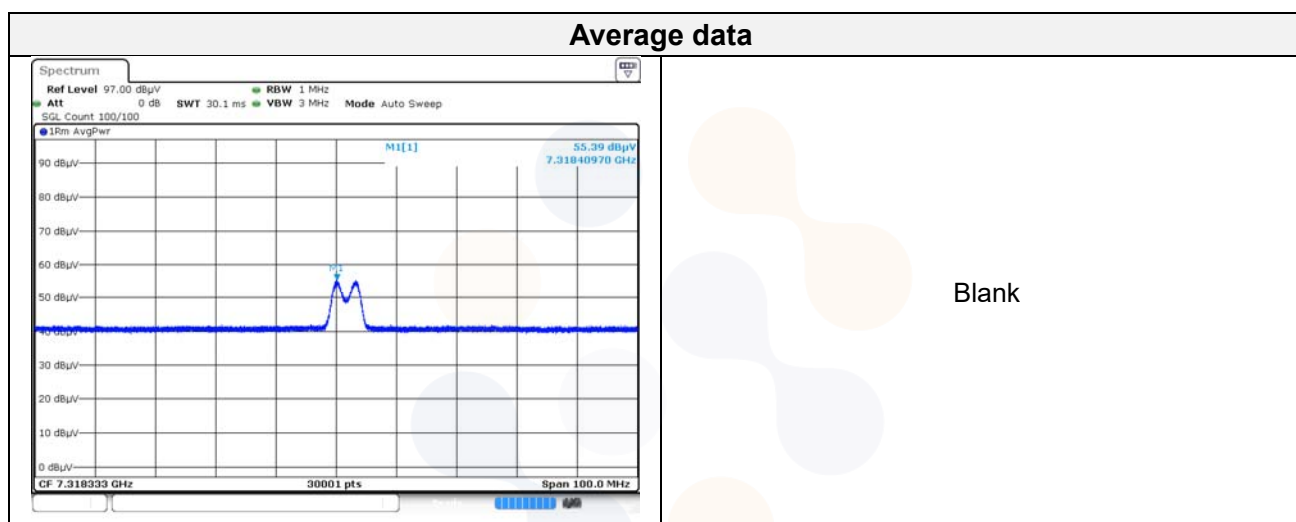 Average data
Spectrum
Ref Level 97.00 dBµV RBW 1 MHz
Att 0 dB SWT 30.1 ms VBW 3 MHz Mode Auto Sweep
SGL Count 100/100
1Rm AvgPwr
M1[1] 55.39 dBµV
7.31840970 GHz
90 dBµV
80 dBµV
70 dBµV
60 dBµV
M1
50 dBµV
40 dBµV
30 dBµV
20 dBµV
10 dBµV
0 dBµV
CF 7.318333 GHz 30001 pts Span 100.0 MHz
Blank